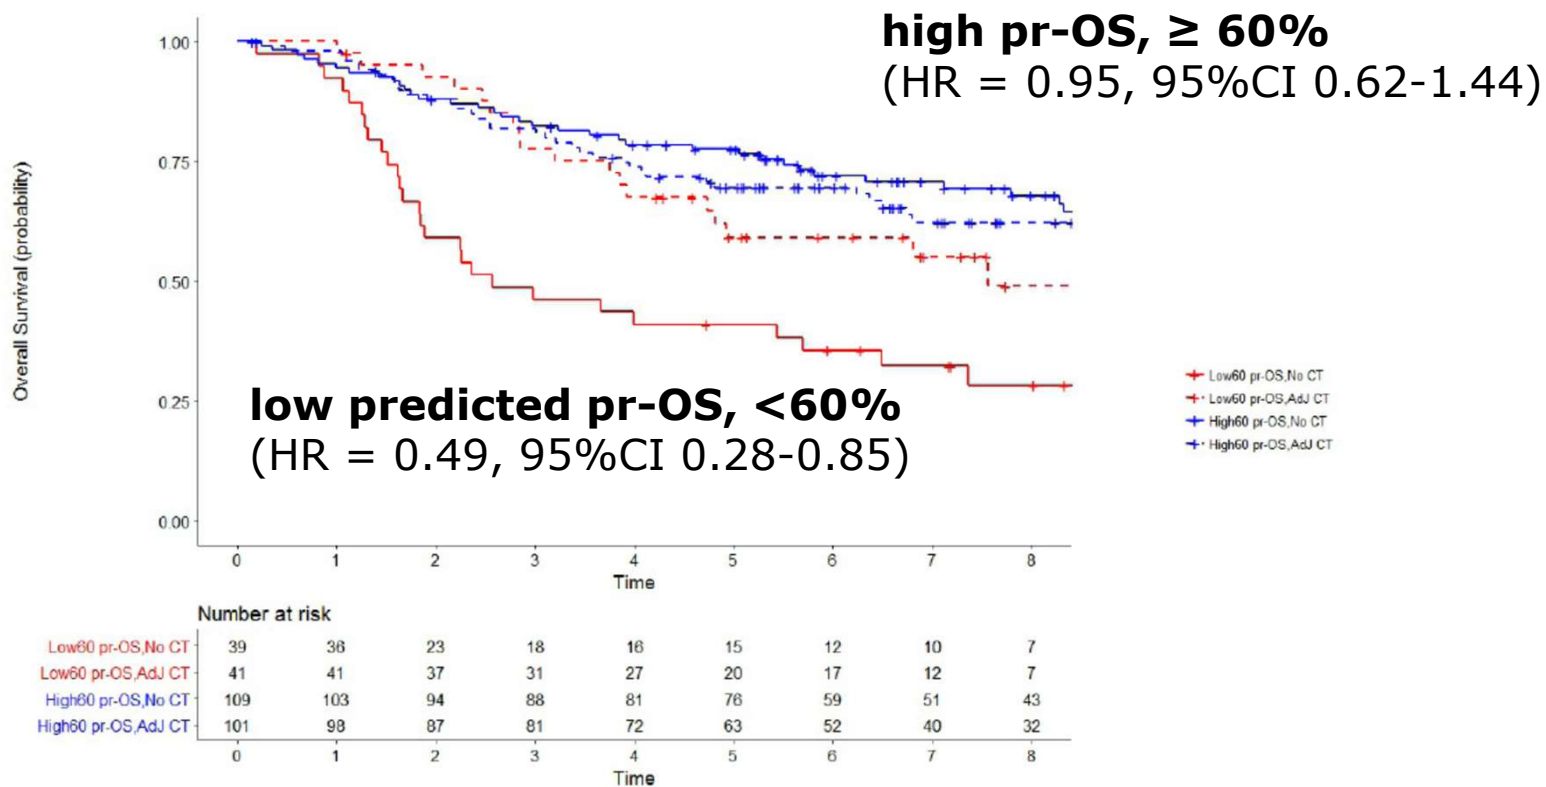 high pr-OS, ≥ 60%
(HR = 0.95, 95%CI 0.62-1.44)
1.00
0.75
0.50
0.25
0.00
Overall Survival (probability)
low predicted pr-OS, <60%
(HR = 0.49, 95%CI 0.28-0.85)
Low60 pr-OS,No CT
Low60 pr-OS,AdJ CT
High60 pr-OS,No CT
High60 pr-OS,AdJ CT
0 1 2 3 4 5 6 7 8
Time
Number at risk
Low60 pr-OS,No CT 39 36 23 18 16 15 12 10 7
Low60 pr-OS,AdJ CT 41 41 37 31 27 20 17 12 7
High60 pr-OS,No CT 109 103 94 88 81 76 59 51 43
High60 pr-OS,AdJ CT 101 98 87 81 72 63 52 40 32
0 1 2 3 4 5 6 7 8
Time